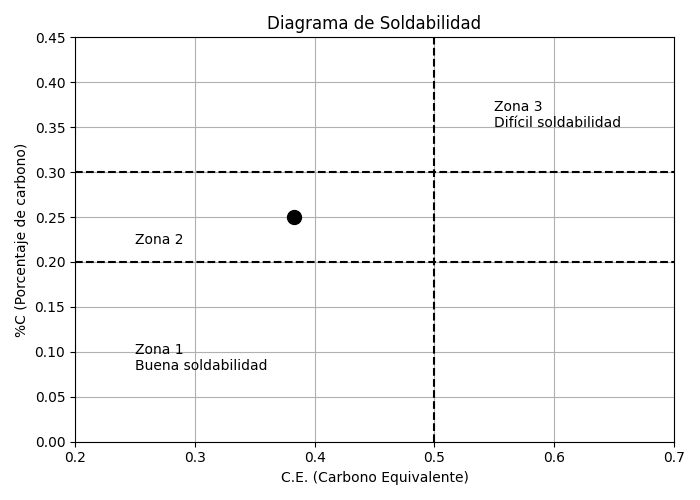 Diagrama de Soldabilidad
0.45
0.40
0.35
0.30
0.25
0.20
0.15
0.10
0.05
0.00
%C (Porcentaje de carbono)
Zona 3
Difícil soldabilidad
Zona 2
Zona 1
Buena soldabilidad
0.2 0.3 0.4 0.5 0.6 0.7
C.E. (Carbono Equivalente)